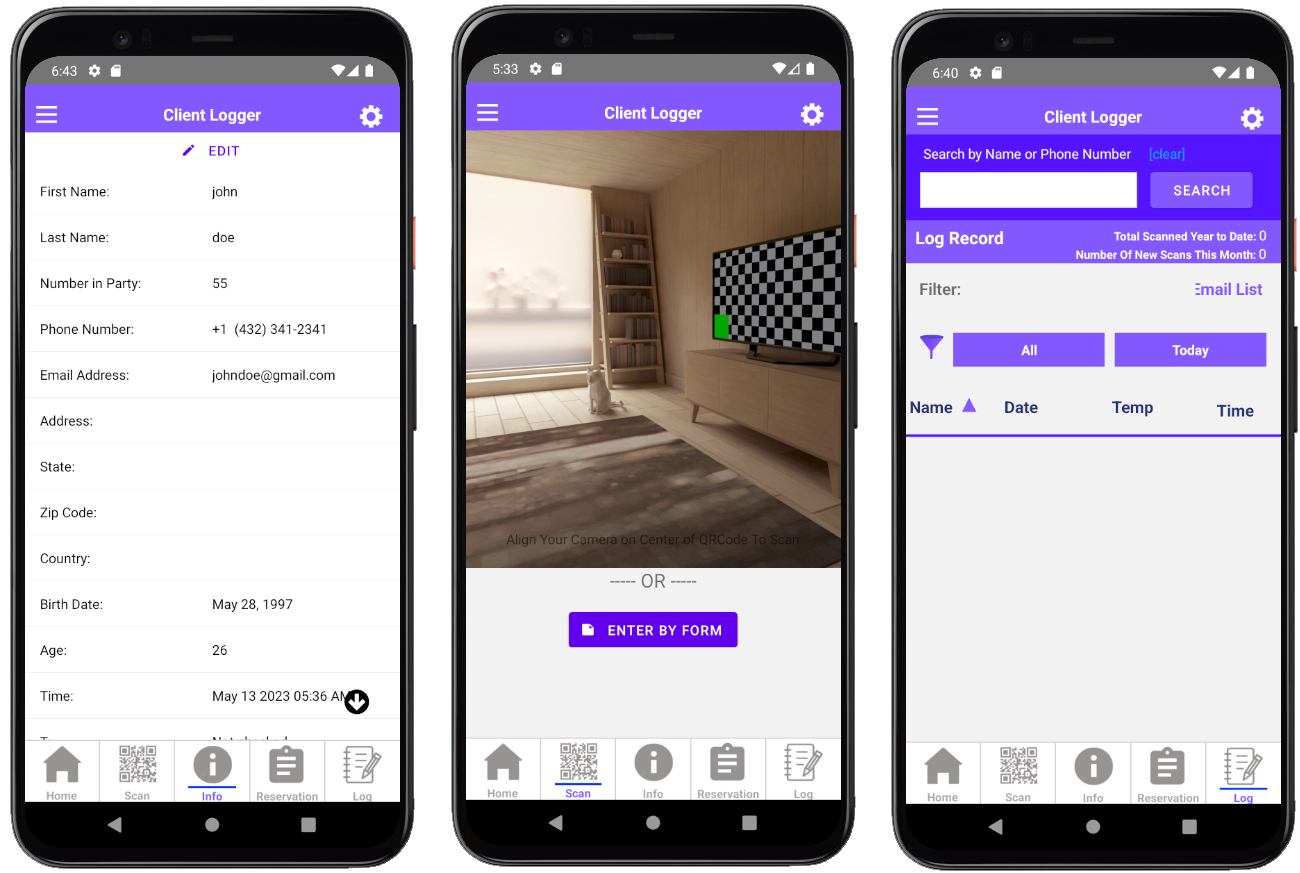 6:43
Client Logger
EDIT
First Name: john
Last Name: doe
Number in Party: 55
Phone Number: +1 (432) 341-2341
Email Address: johndoe@gmail.com
Address:
State:
Zip Code:
Country:
Birth Date: May 28, 1997
Age: 26
Time: May 13 2023 05:36 AM
Home Scan Info Reservation Log
5:33
Client Logger
Align Your Camera on Center of QRCode To Scan
----- OR -----
ENTER BY FORM
Home Scan Info Reservation Log
6:40
Client Logger
Search by Name or Phone Number [clear]
SEARCH
Log Record
Total Scanned Year to Date: 0
Number Of New Scans This Month: 0
Filter: Email List
All Today
Name Date Temp Time
Home Scan Info Reservation Log